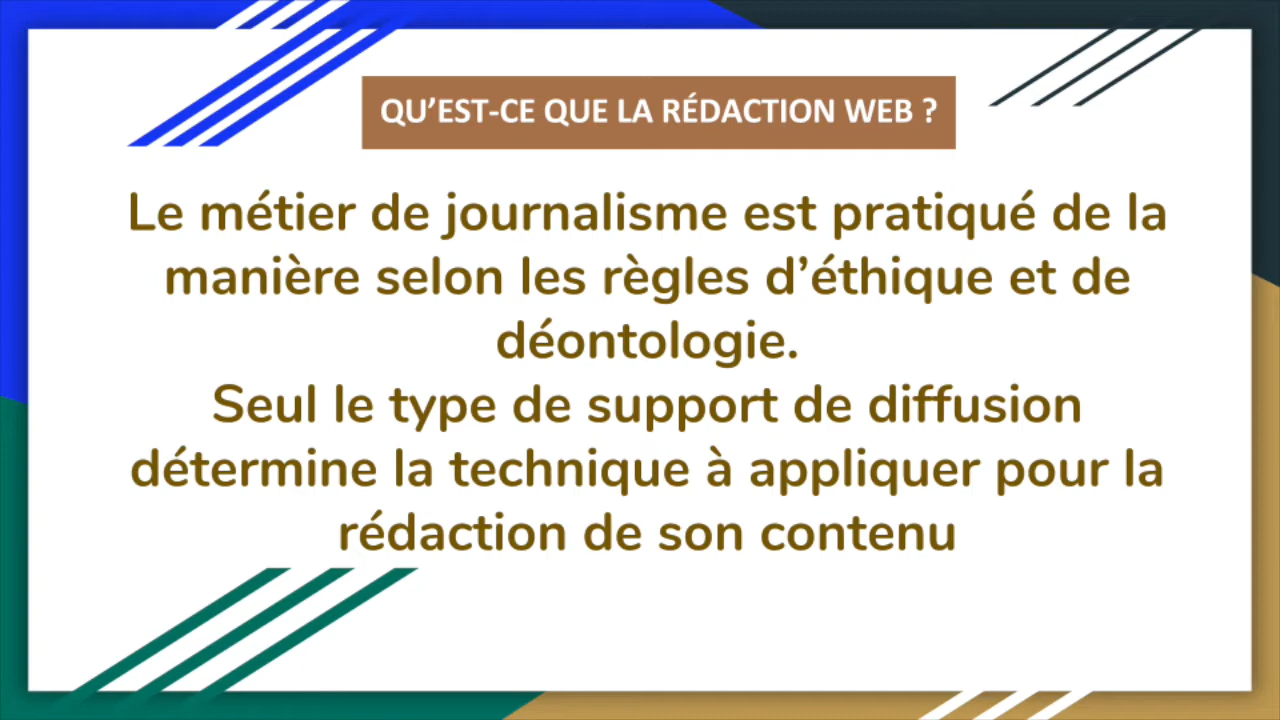 QU’EST-CE QUE LA RÉDACTION WEB ?
Le métier de journalisme est pratiqué de la
manière selon les règles d’éthique et de
déontologie.
Seul le type de support de diffusion
détermine la technique à appliquer pour la
rédaction de son contenu